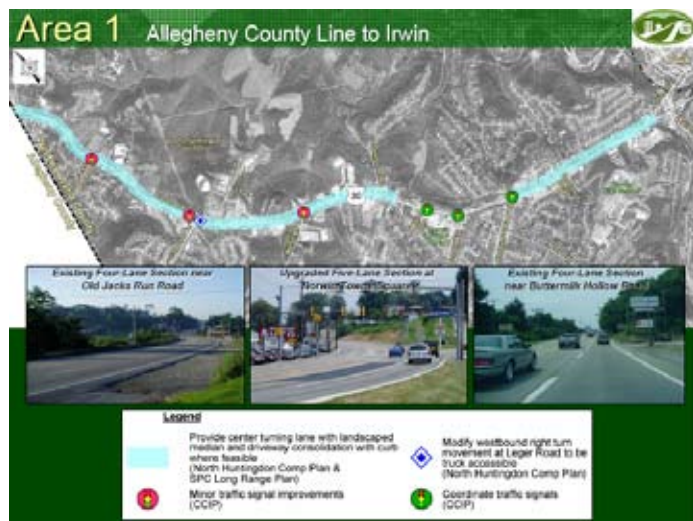 Area 1 Allegheny County Line to Irwin
30
Existing Four-Lane Section near
Old Jacks Run Road
Upgraded Five-Lane Section at
Norwin Towne Square
Existing Four-Lane Section
near Buttermilk Hollow Road
Legend
Provide center turning lane with landscaped
median and driveway consolidation with curb
where feasible
(North Huntingdon Comp Plan &
SPC Long Range Plan)
Minor traffic signal improvements
(CCIP)
Modify westbound right turn
movement at Leger Road to be
truck accessible
(North Huntingdon Comp Plan)
Coordinate traffic signals
(CCIP)